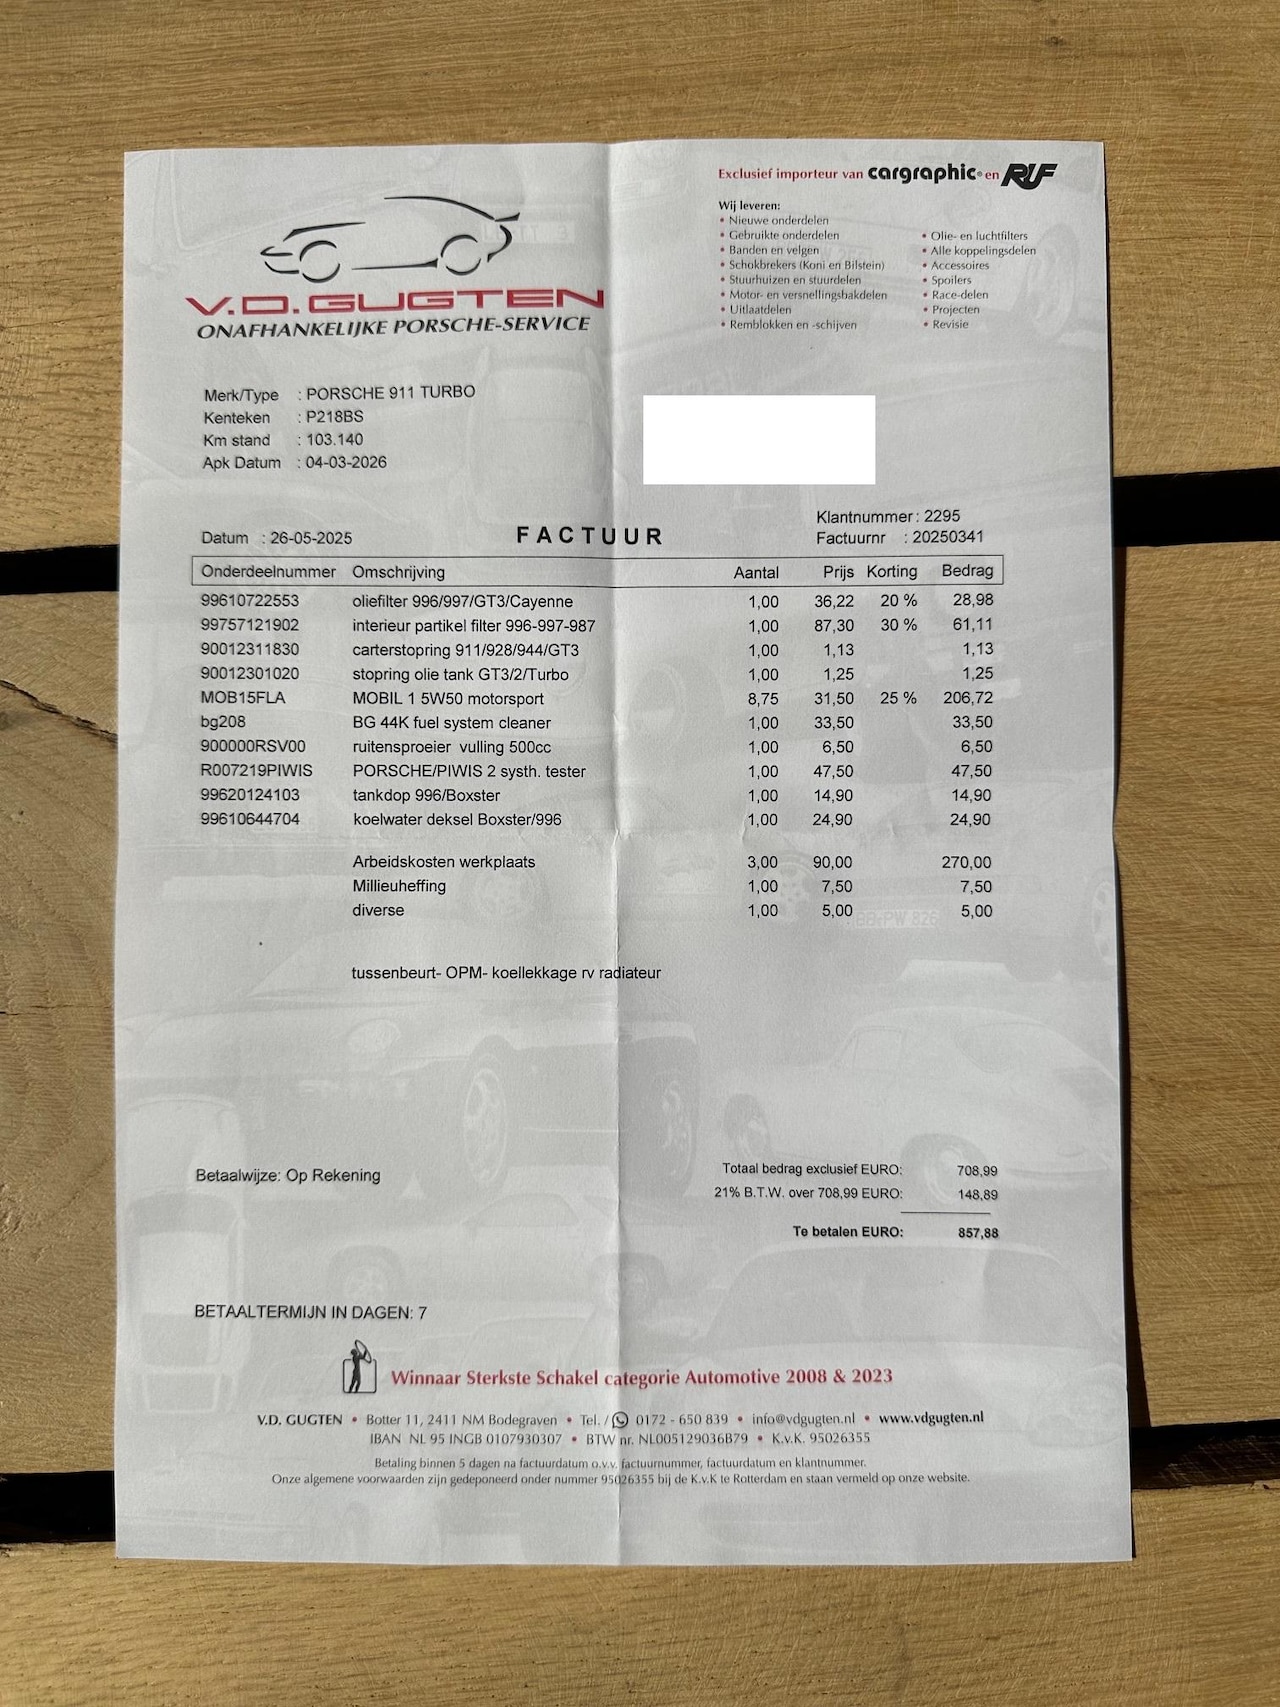 Exclusief importeur van cargraphic® en RUF
Wij leveren:
• Nieuwe onderdelen
• Gebruikte onderdelen
• Banden en velgen
• Schokbrekers (Koni en Bilstein)
• Stuurhuizen en stuurdelen
• Motor- en versnellingsbakdelen
• Uitlaatdelen
• Remblokken en -schijven
• Olie- en luchtfilters
• Alle koppelingsdelen
• Accessoires
• Spoilers
• Race-delen
• Projecten
• Revisie
V.D.GUGTEN
ONAFHANKELIJKE PORSCHE-SERVICE
Merk/Type : PORSCHE 911 TURBO
Kenteken : P218BS
Km stand : 103.140
Apk Datum : 04-03-2026
Klantnummer : 2295
Datum : 26-05-2025 FACTUUR Factuurnr : 20250341
Onderdeelnummer Omschrijving Aantal Prijs Korting Bedrag
99610722553 oliefilter 996/997/GT3/Cayenne 1,00 36,22 20 % 28,98
99757121902 interieur partikel filter 996-997-987 1,00 87,30 30 % 61,11
90012311830 carterstopring 911/928/944/GT3 1,00 1,13 1,13
90012301020 stopring olie tank GT3/2/Turbo 1,00 1,25 1,25
MOB15FLA MOBIL 1 5W50 motorsport 8,75 31,50 25 % 206,72
bg208 BG 44K fuel system cleaner 1,00 33,50 33,50
900000RSV00 ruitensproeier vulling 500cc 1,00 6,50 6,50
R007219PIWIS PORSCHE/PIWIS 2 systh. tester 1,00 47,50 47,50
99620124103 tankdop 996/Boxster 1,00 14,90 14,90
99610644704 koelwater deksel Boxster/996 1,00 24,90 24,90
Arbeidskosten werkplaats 3,00 90,00 270,00
Millieuheffing 1,00 7,50 7,50
diverse 1,00 5,00 5,00
BB-PW 826
tussenbeurt- OPM- koellekkage rv radiateur
Betaalwijze: Op Rekening
Totaal bedrag exclusief EURO: 708,99
21% B.T.W. over 708,99 EURO: 148,89
Te betalen EURO: 857,88
BETAALTERMIJN IN DAGEN: 7
Winnaar Sterkste Schakel categorie Automotive 2008 & 2023
V.D. GUGTEN • Botter 11, 2411 NM Bodegraven • Tel. / 0172 - 650 839 • info@vdgugten.nl • www.vdgugten.nl
IBAN NL 95 INGB 0107930307 • BTW nr. NL005129036B79 • K.v.K. 95026355
Betaling binnen 5 dagen na factuurdatum o.v.v. factuurnummer, factuurdatum en klantnummer.
Onze algemene voorwaarden zijn gedeponeerd onder nummer 95026355 bij de K.v.K te Rotterdam en staan vermeld op onze website.